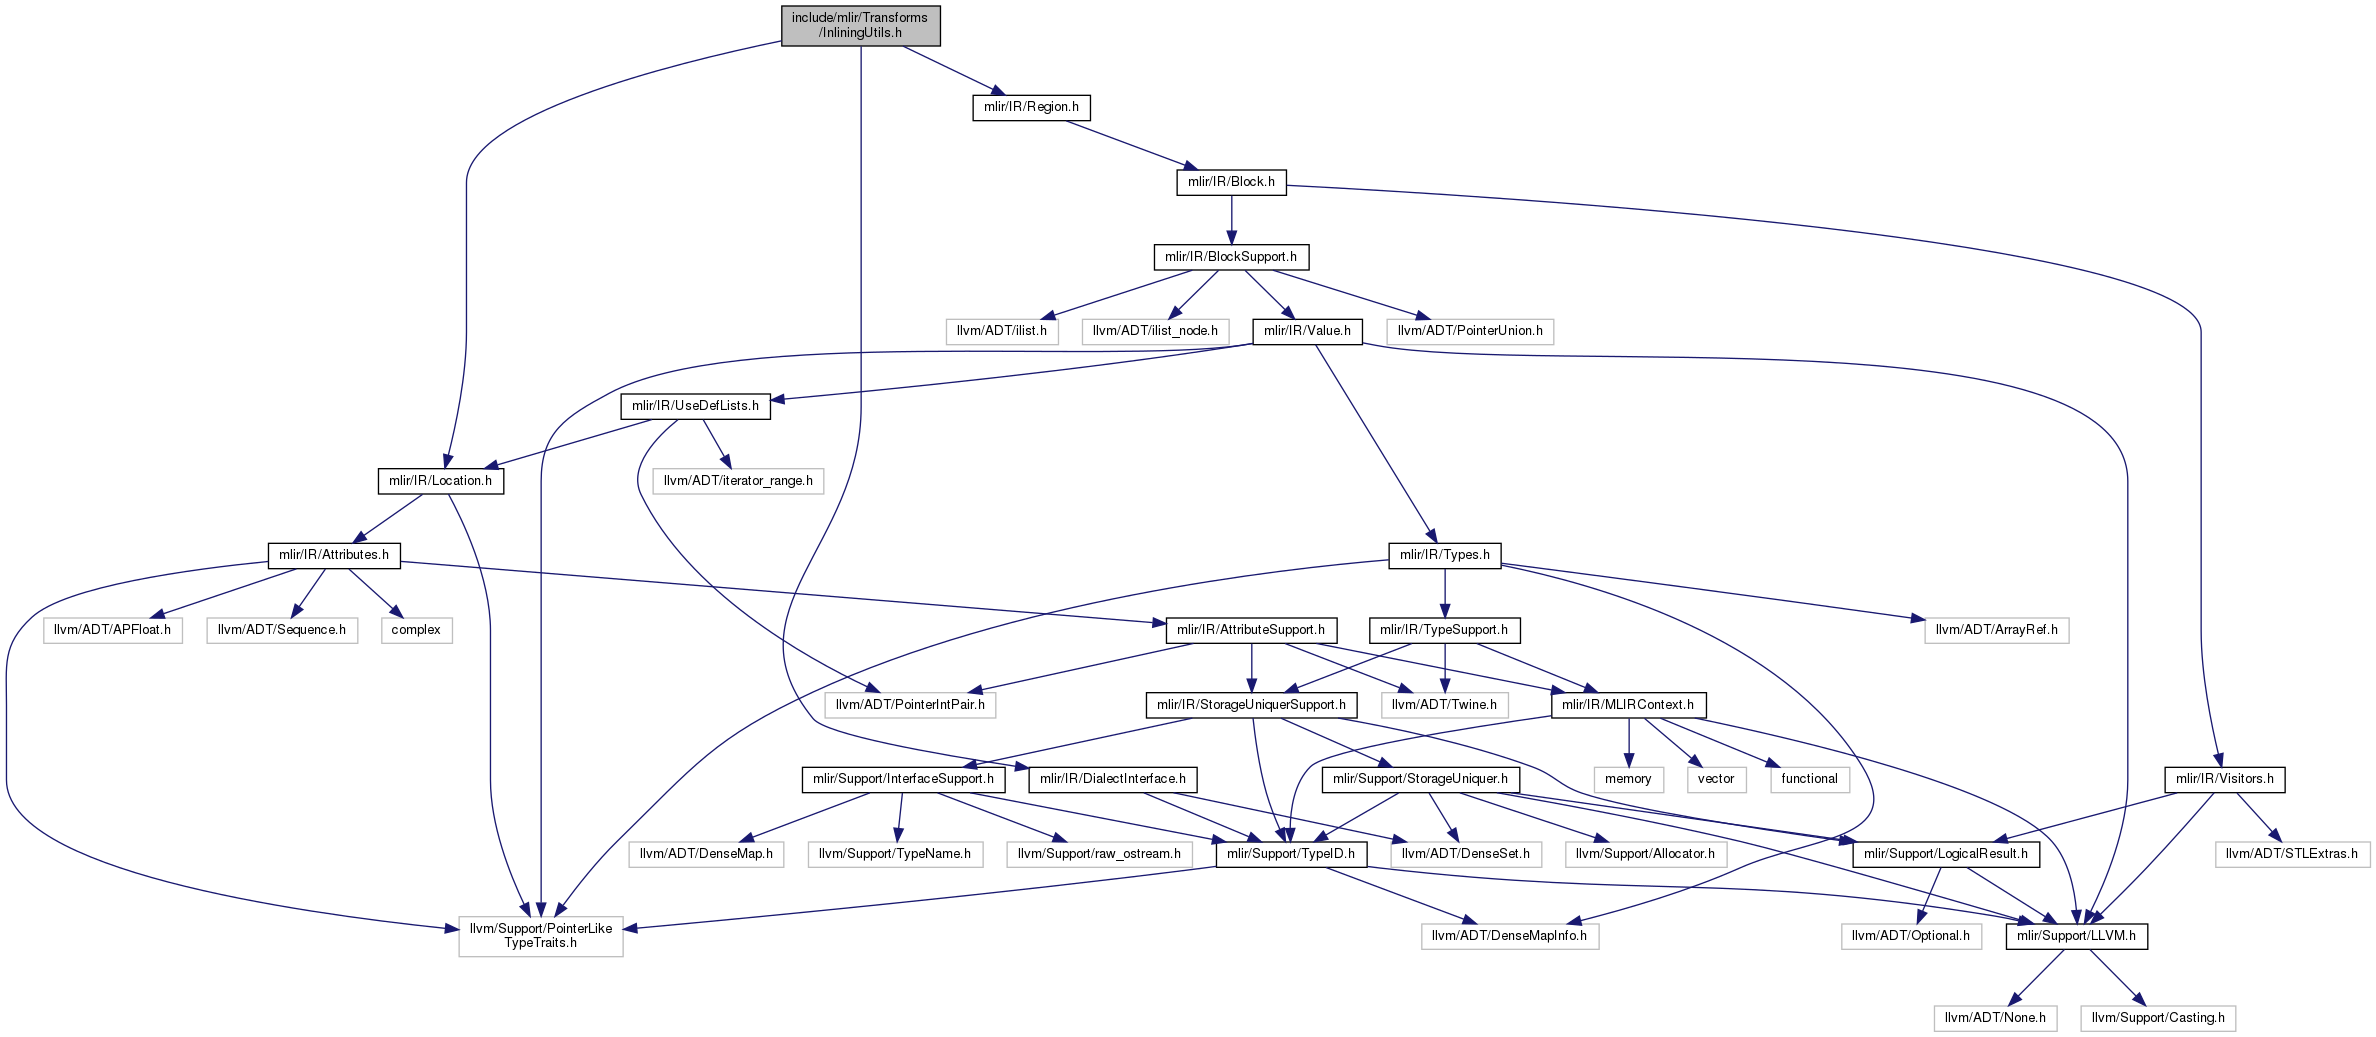 include/mlir/Transforms
/InliningUtils.h
mlir/IR/Region.h
mlir/IR/Block.h
mlir/IR/BlockSupport.h
llvm/ADT/ilist.h
llvm/ADT/ilist_node.h
mlir/IR/Value.h
llvm/ADT/PointerUnion.h
mlir/IR/UseDefLists.h
mlir/IR/Location.h
llvm/ADT/iterator_range.h
mlir/IR/Attributes.h
mlir/IR/Types.h
llvm/ADT/APFloat.h
llvm/ADT/Sequence.h
complex
mlir/IR/AttributeSupport.h
mlir/IR/TypeSupport.h
llvm/ADT/ArrayRef.h
llvm/ADT/PointerIntPair.h
mlir/IR/StorageUniquerSupport.h
llvm/ADT/Twine.h
mlir/IR/MLIRContext.h
mlir/Support/InterfaceSupport.h
mlir/IR/DialectInterface.h
mlir/Support/StorageUniquer.h
memory
vector
functional
mlir/IR/Visitors.h
llvm/ADT/DenseMap.h
llvm/Support/TypeName.h
llvm/Support/raw_ostream.h
mlir/Support/TypeID.h
llvm/ADT/DenseSet.h
llvm/Support/Allocator.h
mlir/Support/LogicalResult.h
llvm/ADT/STLExtras.h
llvm/Support/PointerLike
TypeTraits.h
llvm/ADT/DenseMapInfo.h
llvm/ADT/Optional.h
mlir/Support/LLVM.h
llvm/ADT/None.h
llvm/Support/Casting.h